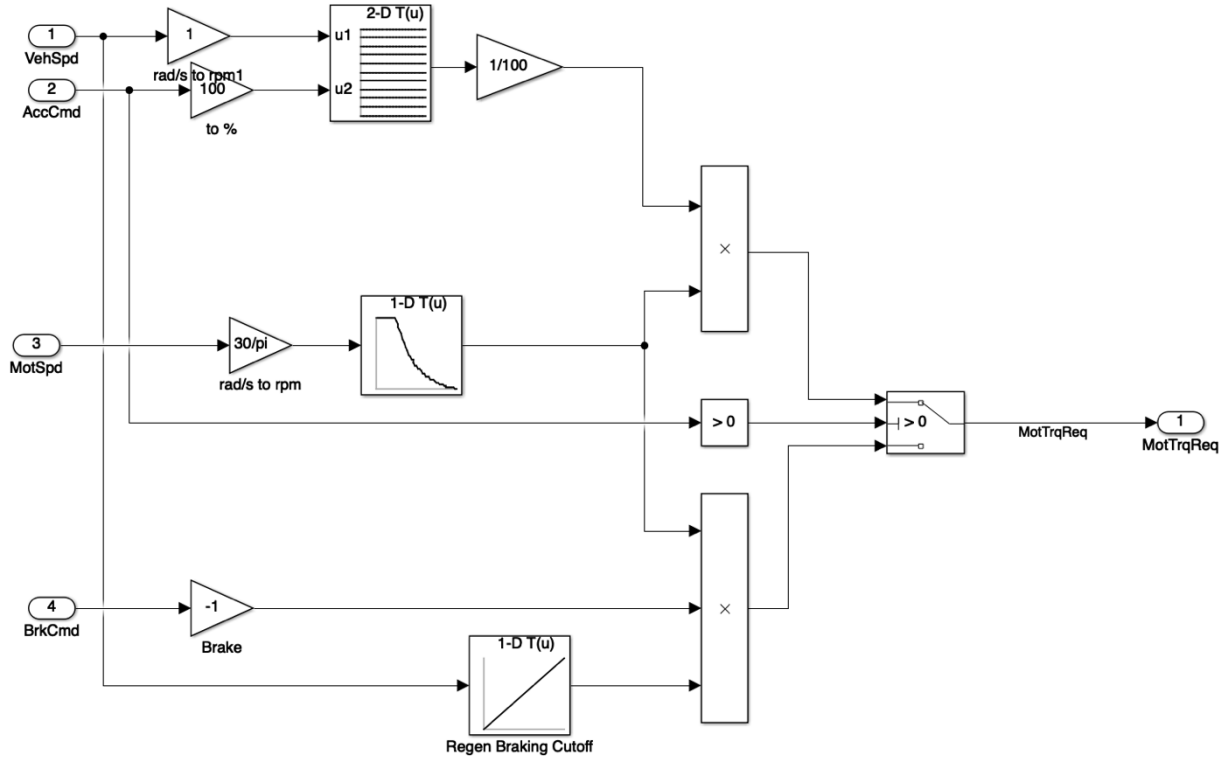 1
VehSpd
1
rad/s to rpm1
2-D T(u)
u1
u2
1/100
2
AccCmd
100
to %
×
3
MotSpd
30/pi
rad/s to rpm
1-D T(u)
> 0
> 0
MotTrqReq
1
MotTrqReq
4
BrkCmd
-1
Brake
×
1-D T(u)
Regen Braking Cutoff